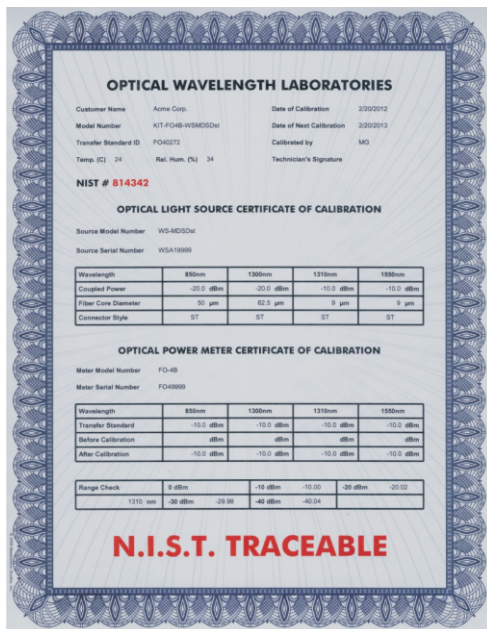 OPTICAL WAVELENGTH LABORATORIES
Customer Name Acme Corp. Date of Calibration 2/20/2012
Model Number KIT-FO4B-WSMDSDst Date of Next Calibration 2/20/2013
Transfer Standard ID FO40272 Calibrated by MO
Temp. (C) 24 Rel. Hum. (%) 34 Technician's Signature
NIST # 814342
OPTICAL LIGHT SOURCE CERTIFICATE OF CALIBRATION
Source Model Number WS-MDSDst
Source Serial Number WSA19999
Wavelength 850nm 1300nm 1310nm 1550nm
Coupled Power -20.0 dBm -20.0 dBm -10.0 dBm -10.0 dBm
Fiber Core Diameter 50 µm 62.5 µm 9 µm 9 µm
Connector Style ST ST ST ST
OPTICAL POWER METER CERTIFICATE OF CALIBRATION
Meter Model Number FO-4B
Meter Serial Number FO49999
Wavelength 850nm 1300nm 1310nm 1550nm
Transfer Standard -10.0 dBm -10.0 dBm -10.0 dBm -10.0 dBm
Before Calibration dBm dBm dBm dBm
After Calibration -10.0 dBm -10.0 dBm -10.0 dBm -10.0 dBm
Range Check 0 dBm -10 dBm -10.00 -20 dBm -20.02
1310 nm -30 dBm -29.98 -40 dBm -40.04
N.I.S.T. TRACEABLE